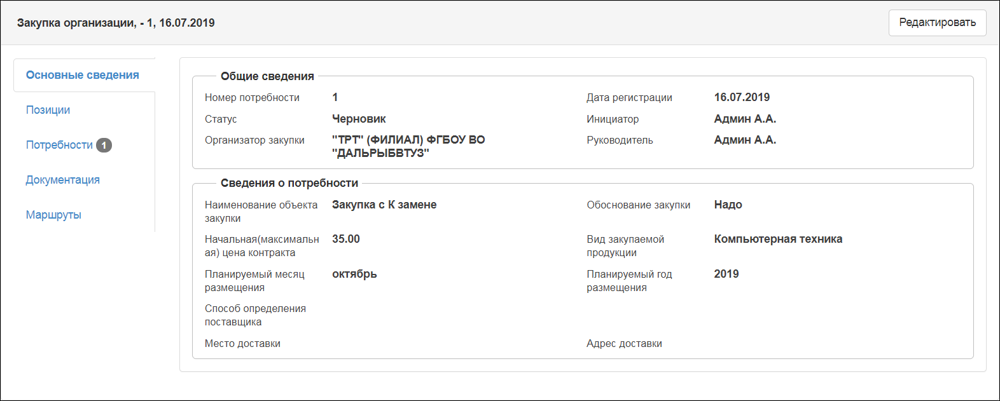 Закупка организации, - 1, 16.07.2019
Редактировать
Основные сведения
Позиции
Потребности 1
Документация
Маршруты
Общие сведения
Номер потребности 1 Дата регистрации 16.07.2019
Статус Черновик Инициатор Админ А.А.
Организатор закупки "ТРТ" (ФИЛИАЛ) ФГБОУ ВО Руководитель Админ А.А.
"ДАЛЬРЫБВТУЗ"
Сведения о потребности
Наименование объекта Закупка с К замене Обоснование закупки Надо
закупки
Начальная(максимальн 35.00 Вид закупаемой Компьютерная техника
ая) цена контракта продукции
Планируемый месяц октябрь Планируемый год 2019
размещения размещения
Способ определения
поставщика
Место доставки Адрес доставки